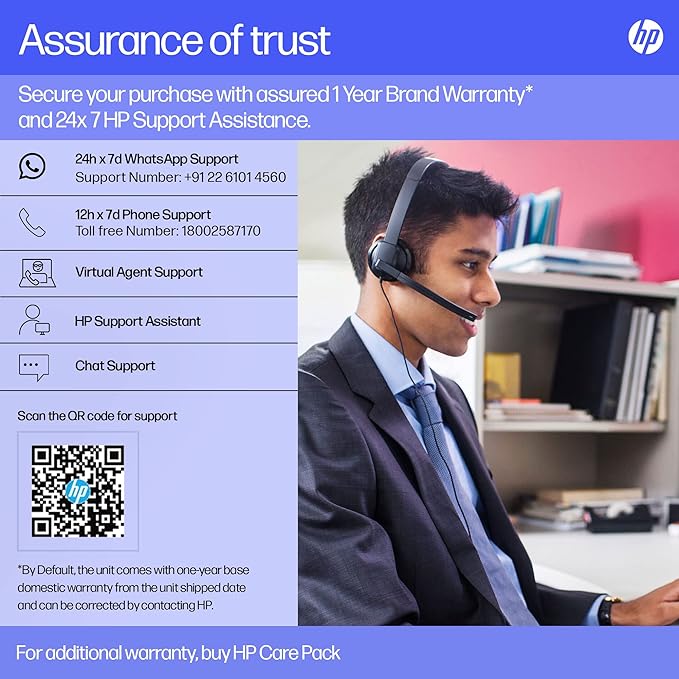 Assurance of trust
hp
Secure your purchase with assured 1 Year Brand Warranty*
and 24x 7 HP Support Assistance.
24h x 7d WhatsApp Support
Support Number: +91 22 6101 4560
12h x 7d Phone Support
Toll free Number: 18002587170
Virtual Agent Support
HP Support Assistant
Chat Support
Scan the QR code for support
hp
*By Default, the unit comes with one-year base
domestic warranty from the unit shipped date
and can be corrected by contacting HP.
For additional warranty, buy HP Care Pack